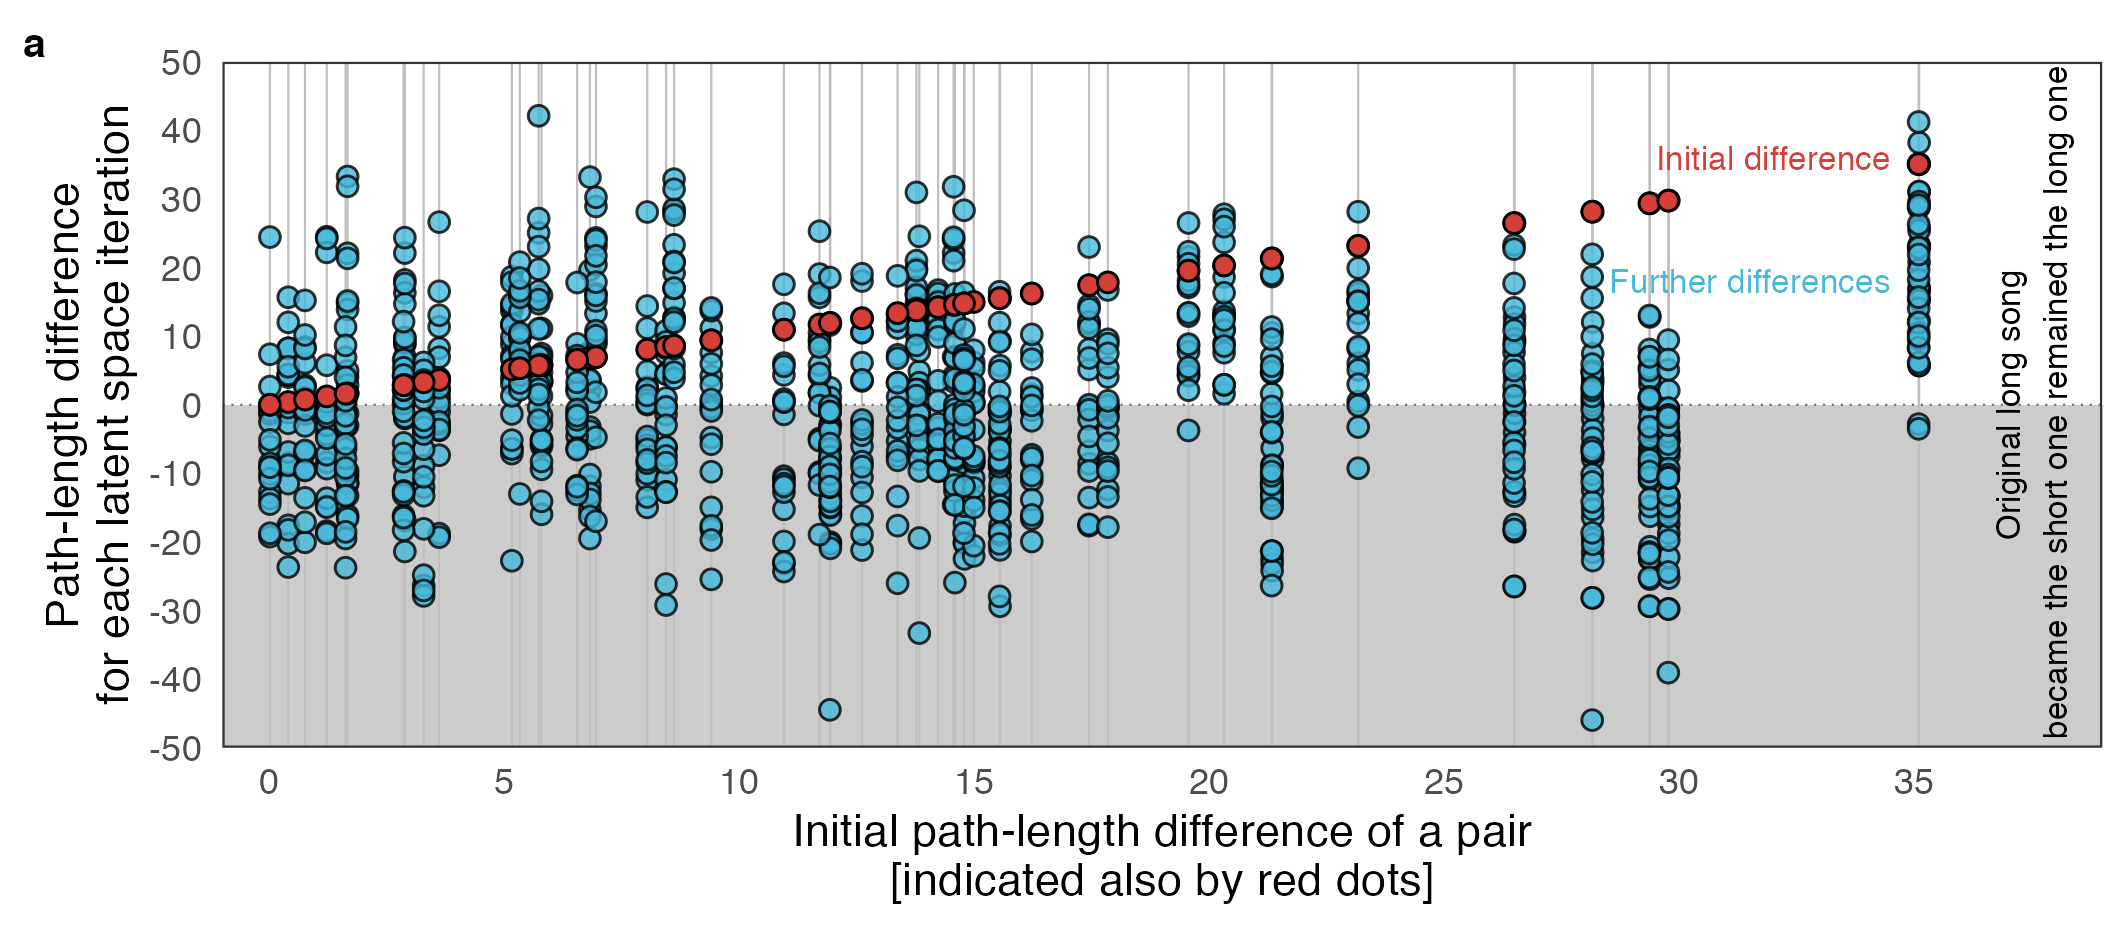 a
Path-length difference
for each latent space iteration
50
40
30
20
10
0
-10
-20
-30
-40
-50
Initial difference
Further differences
Original long song
became the short one remained the long one
0 5 10 15 20 25 30 35
Initial path-length difference of a pair
[indicated also by red dots]